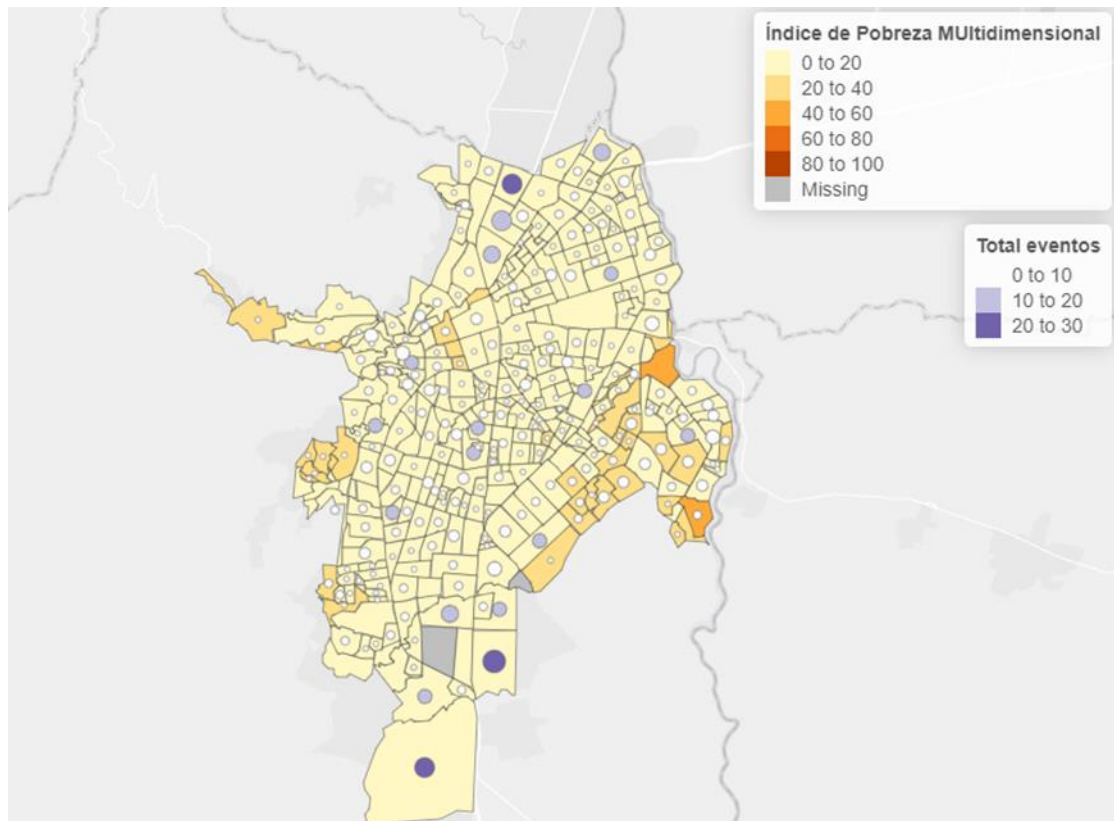 Índice de Pobreza MUltidimensional
0 to 20
20 to 40
40 to 60
60 to 80
80 to 100
Missing
Total eventos
0 to 10
10 to 20
20 to 30